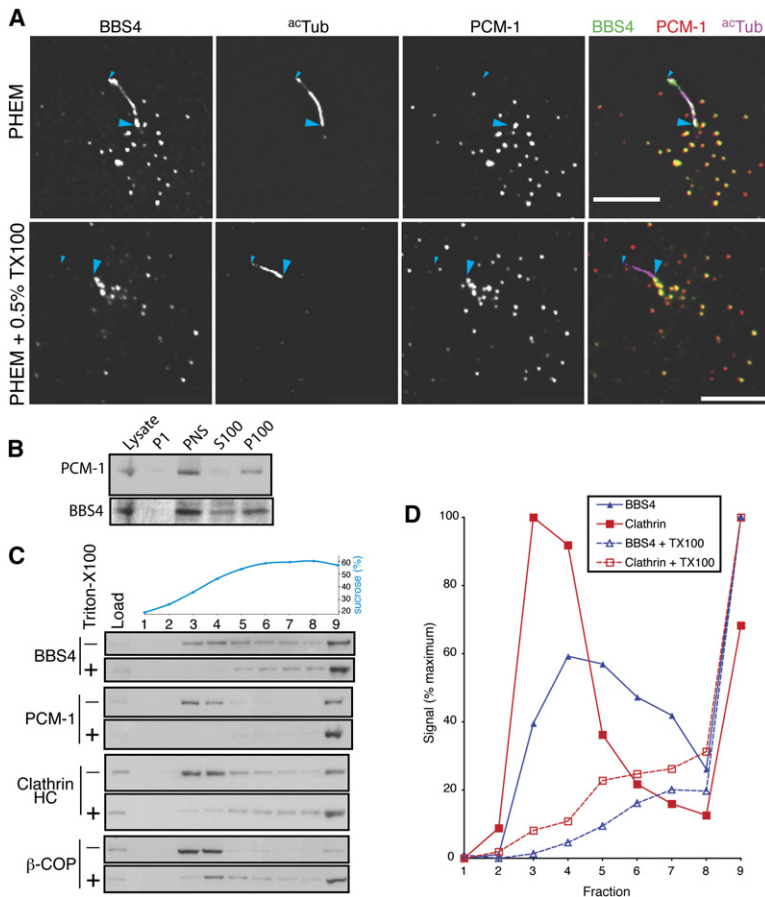 A
BBS4 acTub PCM-1 BBS4 PCM-1 acTub
PHEM
PHEM + 0.5% TX100
B
Lysate P1 PNS S100 P100
PCM-1
BBS4
C
Triton-X100
Load
1 2 3 4 5 6 7 8 9
60
50
40
30
20
sucrose (%)
BBS4 − +
PCM-1 − +
Clathrin HC − +
β-COP − +
D
BBS4
Clathrin
BBS4 + TX100
Clathrin + TX100
Signal (% maximum)
100
80
60
40
20
0
1 2 3 4 5 6 7 8 9
Fraction